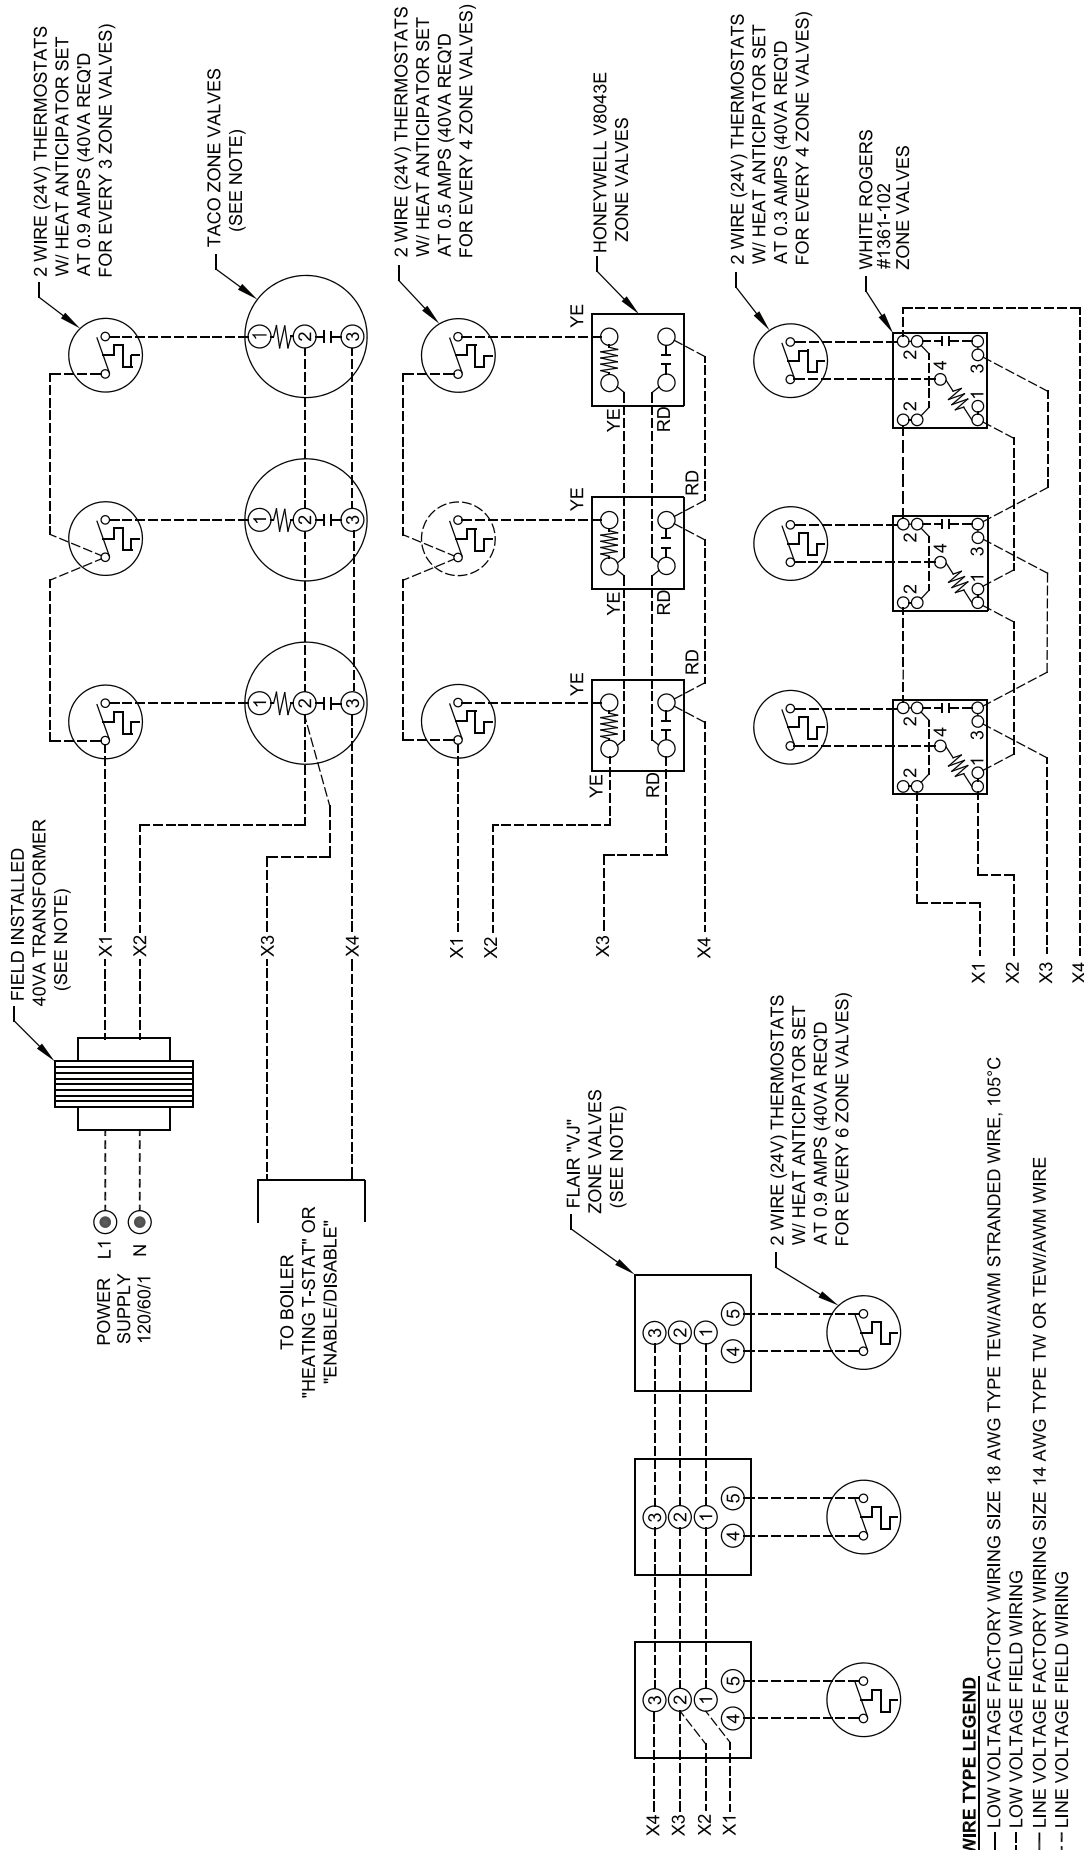 FIELD INSTALLED
40VA TRANSFORMER
(SEE NOTE)
2 WIRE (24V) THERMOSTATS
W/ HEAT ANTICIPATOR SET
AT 0.9 AMPS (40VA REQ'D
FOR EVERY 3 ZONE VALVES)
POWER
SUPPLY
120/60/1
L1
N
X1
X2
TACO ZONE VALVES
(SEE NOTE)
1
2
3
1
2
3
1
2
3
X3
X4
TO BOILER
"HEATING T-STAT" OR
"ENABLE/DISABLE"
2 WIRE (24V) THERMOSTATS
W/ HEAT ANTICIPATOR SET
AT 0.5 AMPS (40VA REQ'D
FOR EVERY 4 ZONE VALVES)
X1
X2
X3
X4
HONEYWELL V8043E
ZONE VALVES
YE
YE
RD
RD
YE
YE
RD
RD
YE
YE
RD
2 WIRE (24V) THERMOSTATS
W/ HEAT ANTICIPATOR SET
AT 0.3 AMPS (40VA REQ'D
FOR EVERY 4 ZONE VALVES)
WHITE ROGERS
#1361-102
ZONE VALVES
2
2
4
1
3
2
2
4
1
3
2
2
4
1
3
X1
X2
X3
X4
FLAIR "VJ"
ZONE VALVES
(SEE NOTE)
3
2
1
4
5
3
2
1
4
5
3
2
1
4
5
X4
X3
X2
X1
2 WIRE (24V) THERMOSTATS
W/ HEAT ANTICIPATOR SET
AT 0.9 AMPS (40VA REQ'D
FOR EVERY 6 ZONE VALVES)
WIRE TYPE LEGEND
LOW VOLTAGE FACTORY WIRING SIZE 18 AWG TYPE TEW/AWM STRANDED WIRE, 105°C
LOW VOLTAGE FIELD WIRING
LINE VOLTAGE FACTORY WIRING SIZE 14 AWG TYPE TW OR TEW/AWM WIRE
LINE VOLTAGE FIELD WIRING